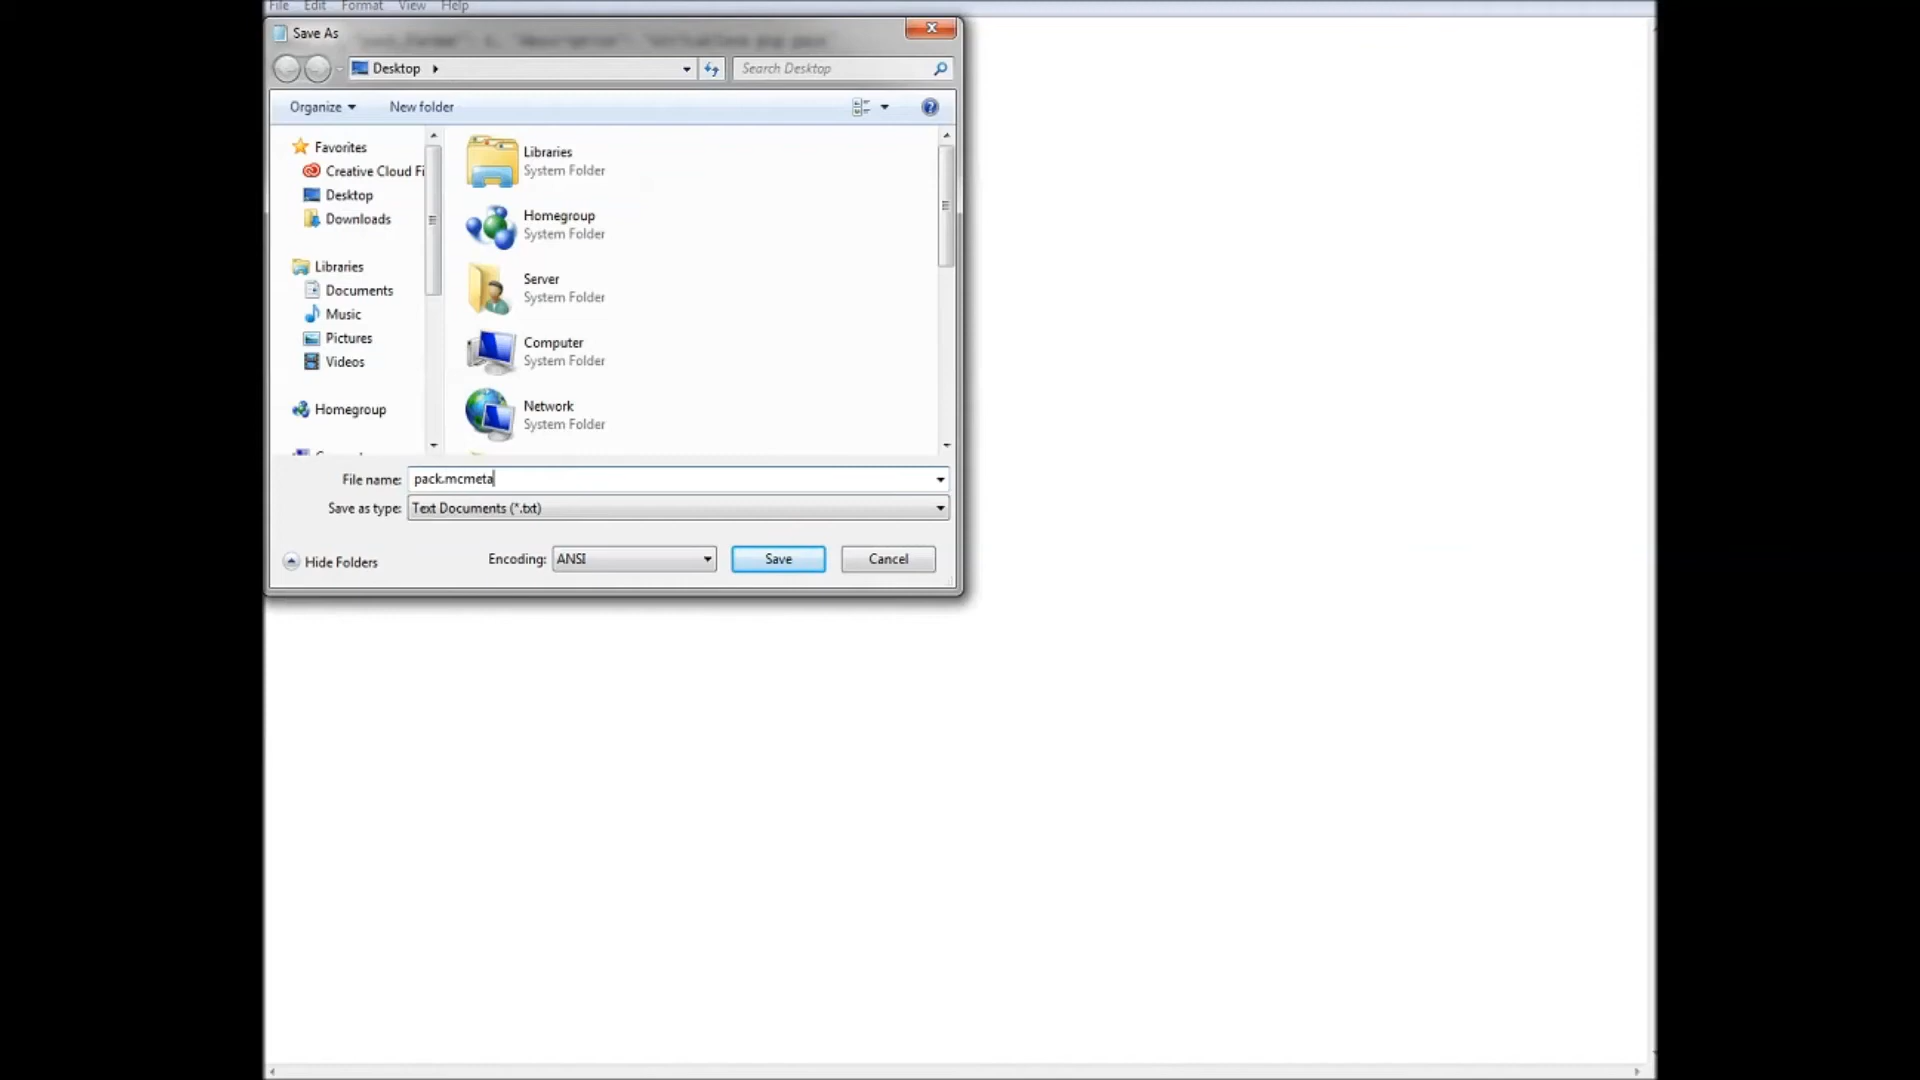 File Edit Format View Help
Save As
Desktop
Search Desktop
Organize New folder
Favorites
Creative Cloud Fi
Desktop
Downloads
Libraries
Documents
Music
Pictures
Videos
Homegroup
Libraries
System Folder
Homegroup
System Folder
Server
System Folder
Computer
System Folder
Network
System Folder
File name: pack.mcmeta
Save as type: Text Documents (*.txt)
Hide Folders Encoding: ANSI Save Cancel